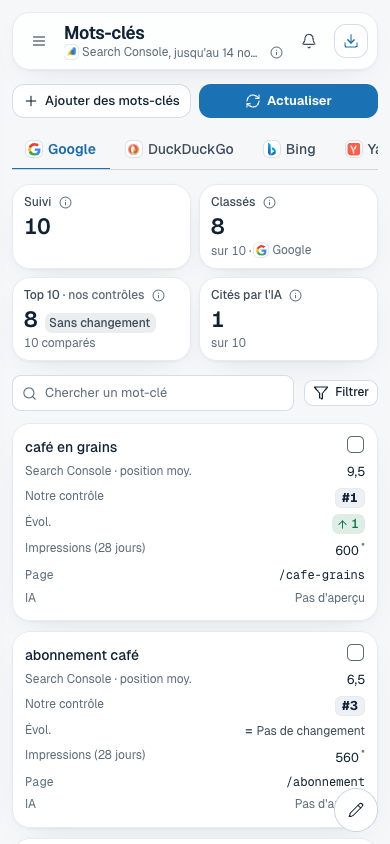 Mots-clés
Search Console, jusqu'au 14 no…
Ajouter des mots-clés
Actualiser
Google
DuckDuckGo
Bing
Suivi
10
Classés
8
sur 10 · Google
Top 10 · nos contrôles
8 Sans changement
10 comparés
Cités par l'IA
1
sur 10
Chercher un mot-clé
Filtrer
café en grains
Search Console · position moy. 9,5
Notre contrôle #1
Évol. ↑ 1
Impressions (28 jours) 600*
Page /cafe-grains
IA Pas d'aperçu
abonnement café
Search Console · position moy. 6,5
Notre contrôle #3
Évol. = Pas de changement
Impressions (28 jours) 560*
Page /abonnement
IA Pas